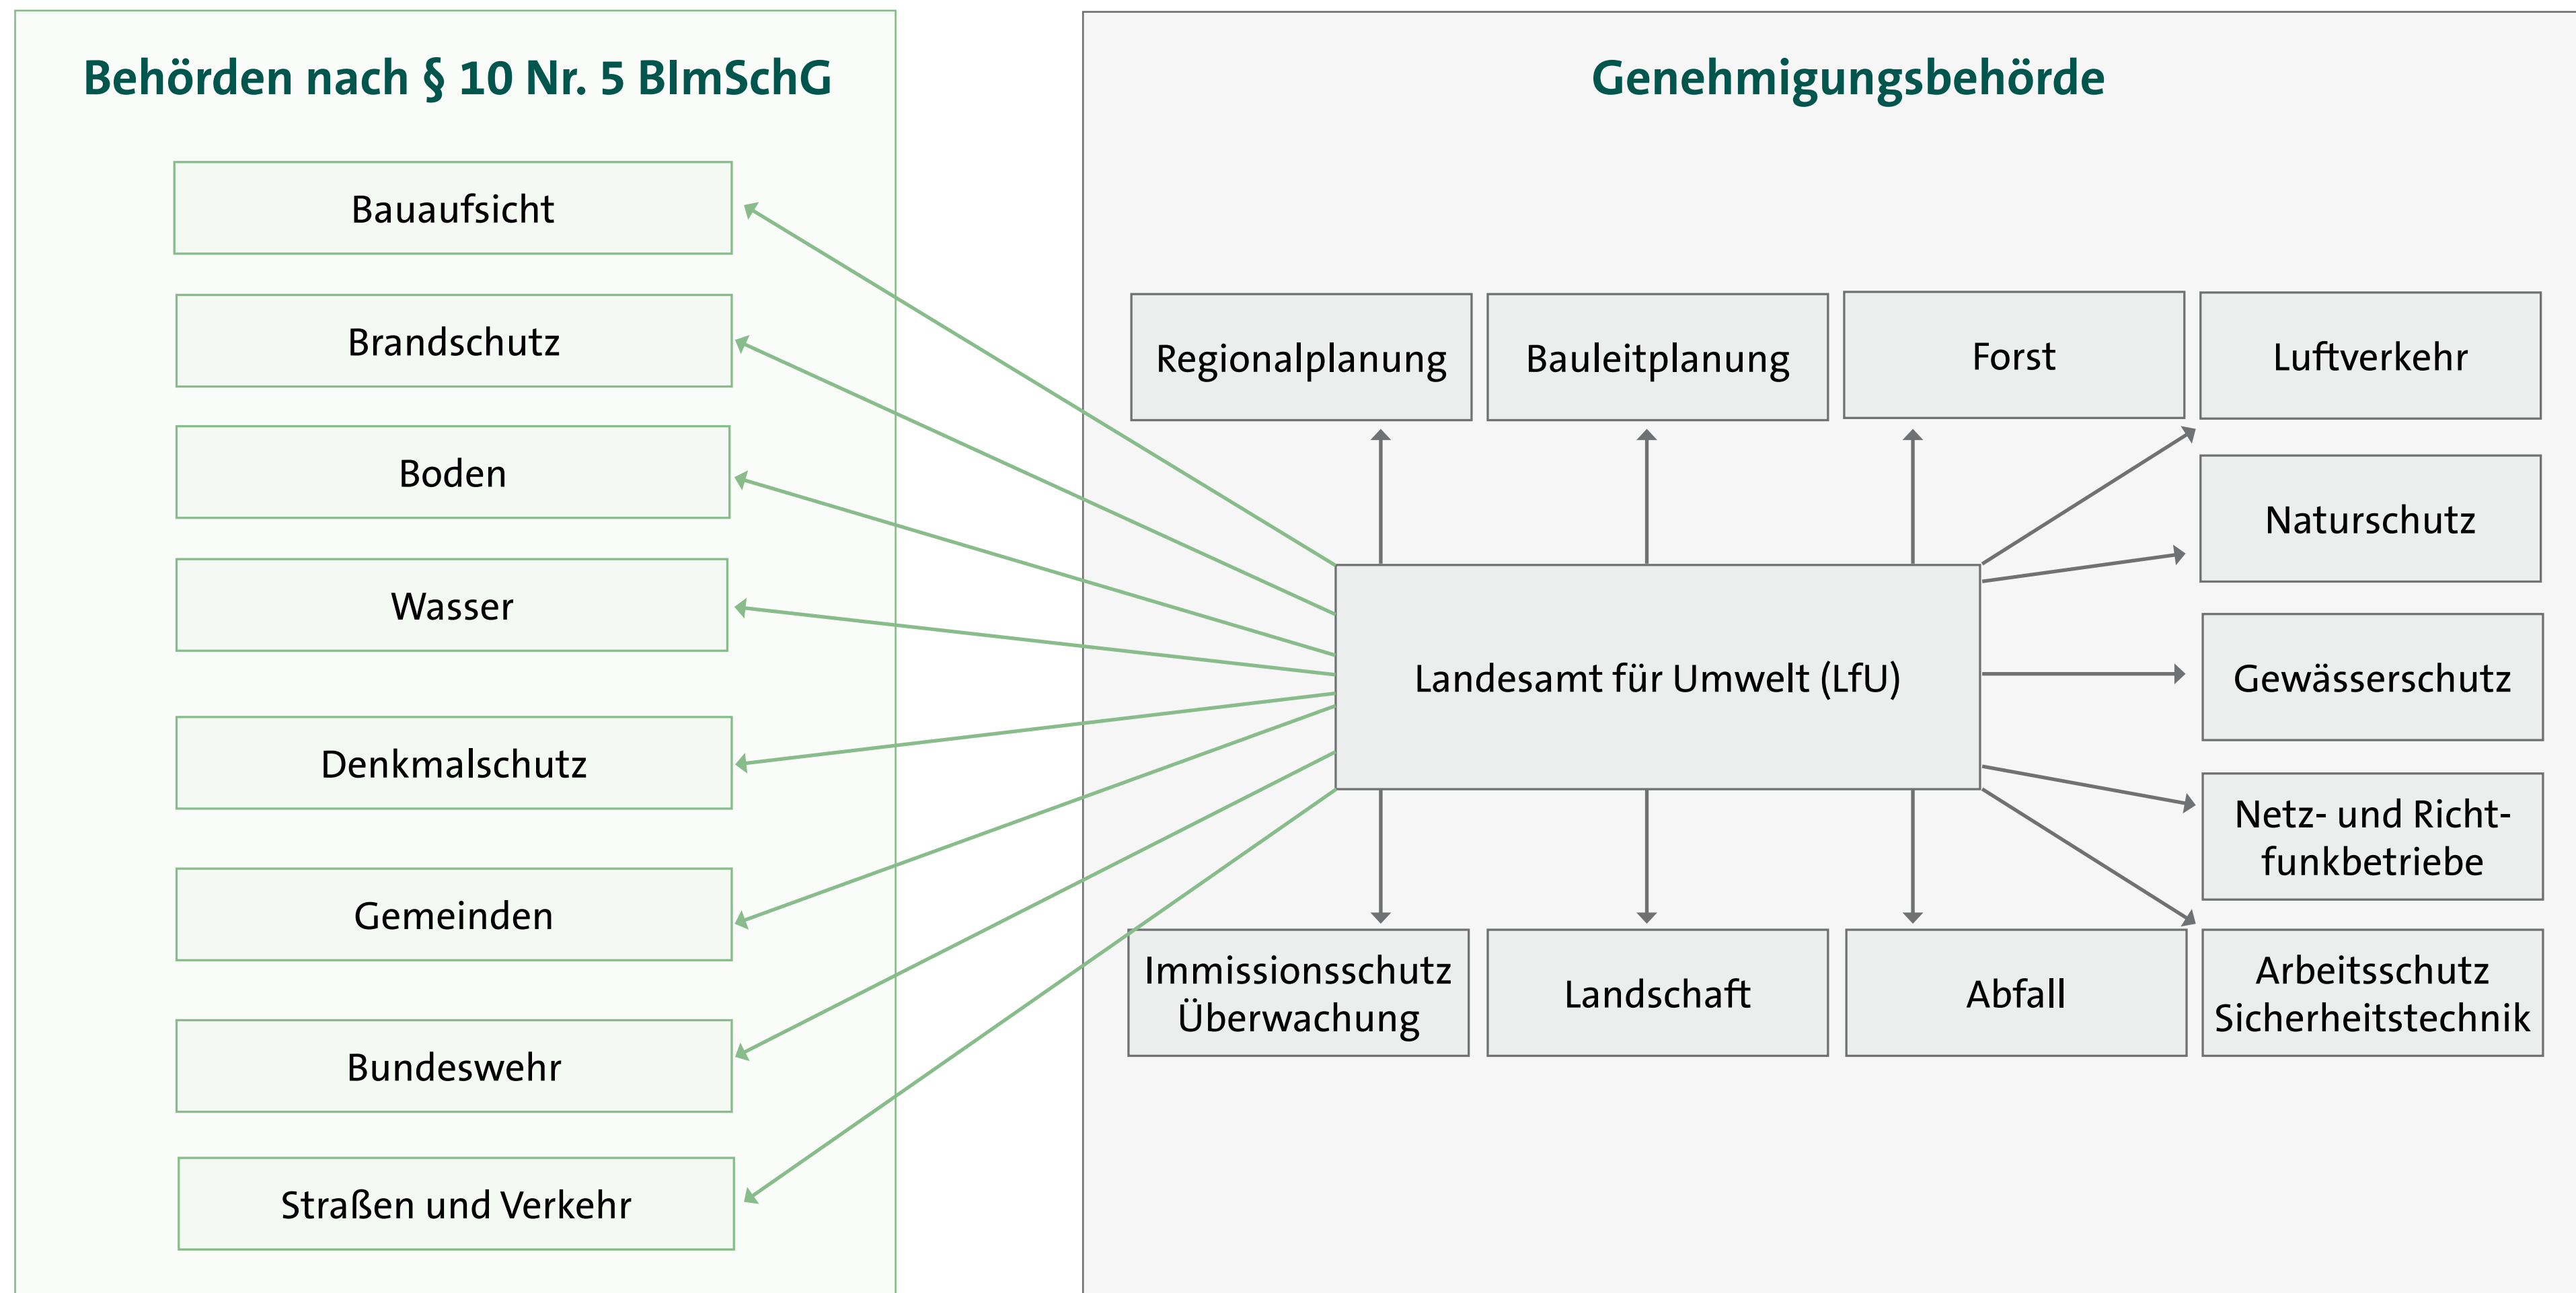 Behörden nach § 10 Nr. 5 BImSchG
Bauaufsicht
Brandschutz
Boden
Wasser
Denkmalschutz
Gemeinden
Bundeswehr
Straßen und Verkehr
Genehmigungsbehörde
Regionalplanung
Bauleitplanung
Forst
Luftverkehr
Naturschutz
Landesamt für Umwelt (LfU)
Gewässerschutz
Netz- und Richt-
funkbetriebe
Immissionsschutz
Überwachung
Landschaft
Abfall
Arbeitsschutz
Sicherheitstechnik